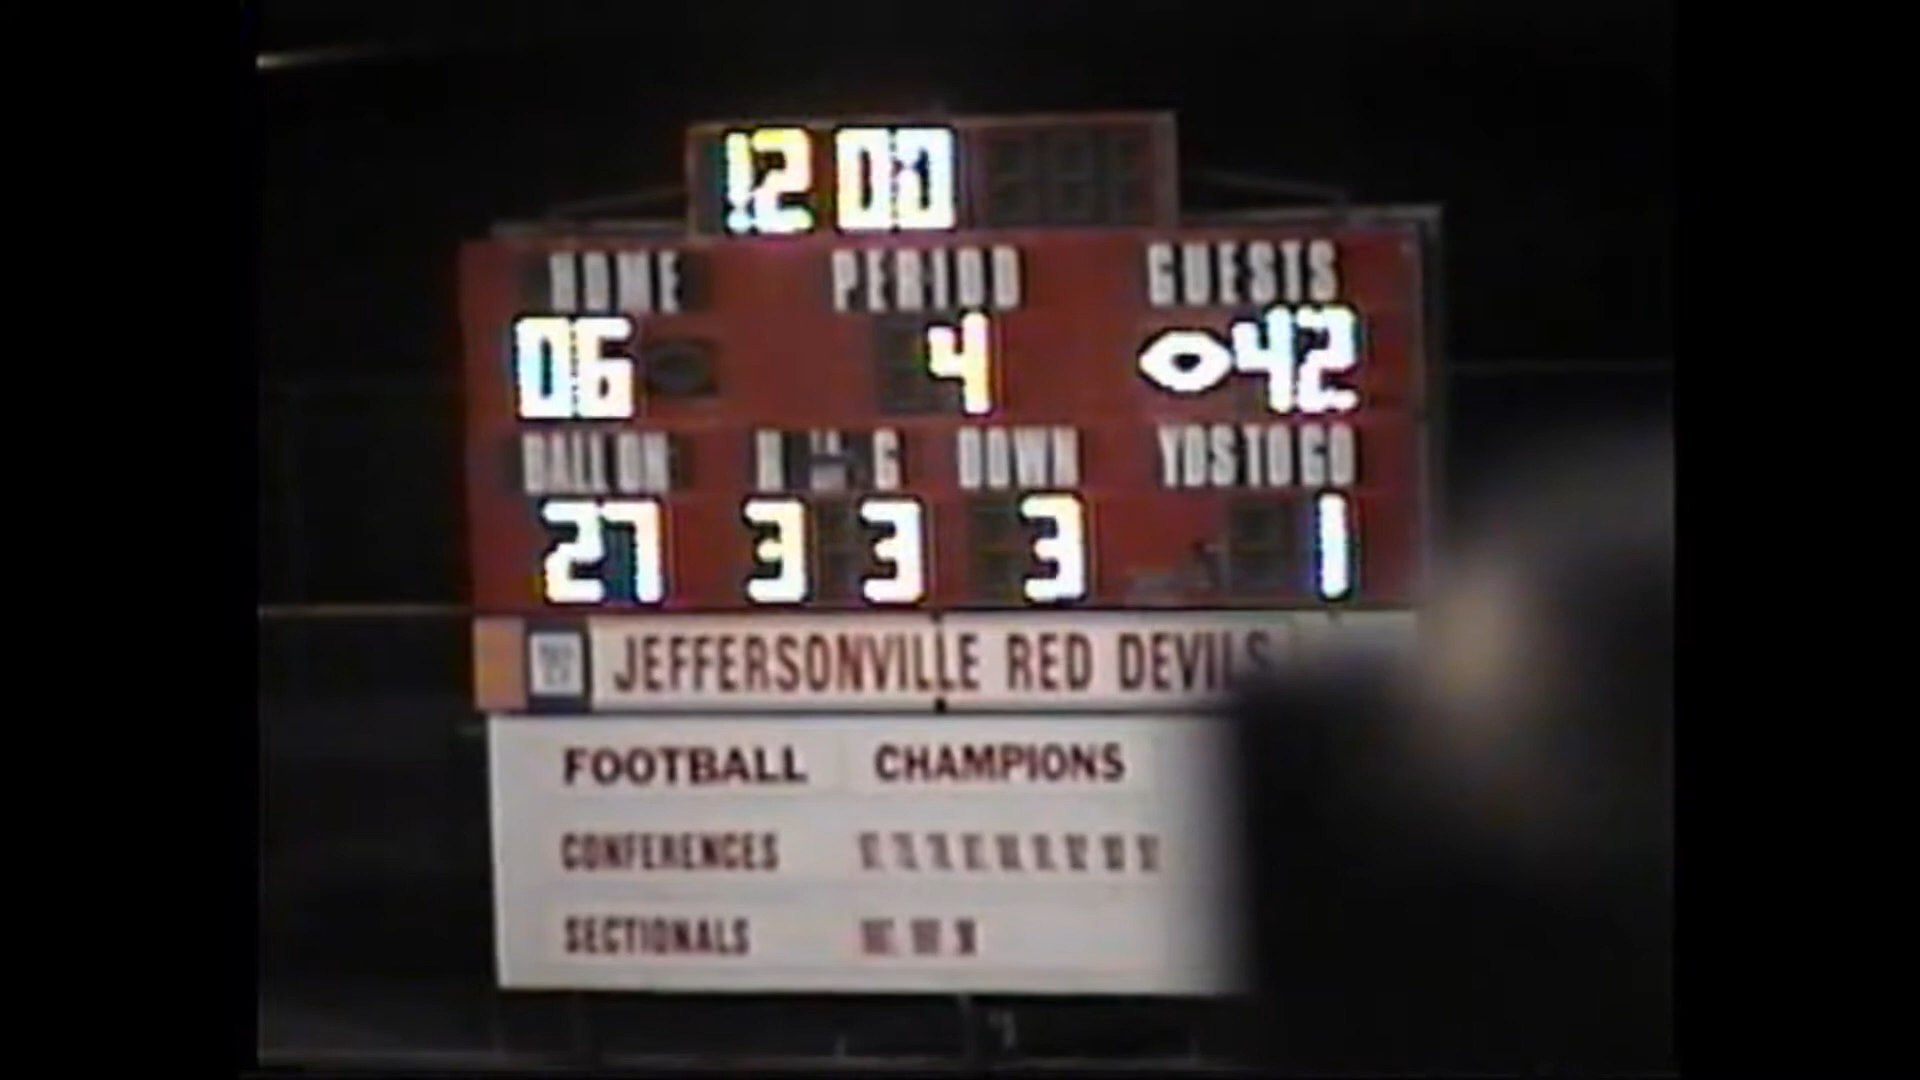 12 00
HOME PERIOD GUESTS
06 4 42
BALL ON H G DOWN YDS TO GO
27 3 3 3 1
JEFFERSONVILLE RED DEVILS
FOOTBALL CHAMPIONS
CONFERENCES
SECTIONALS